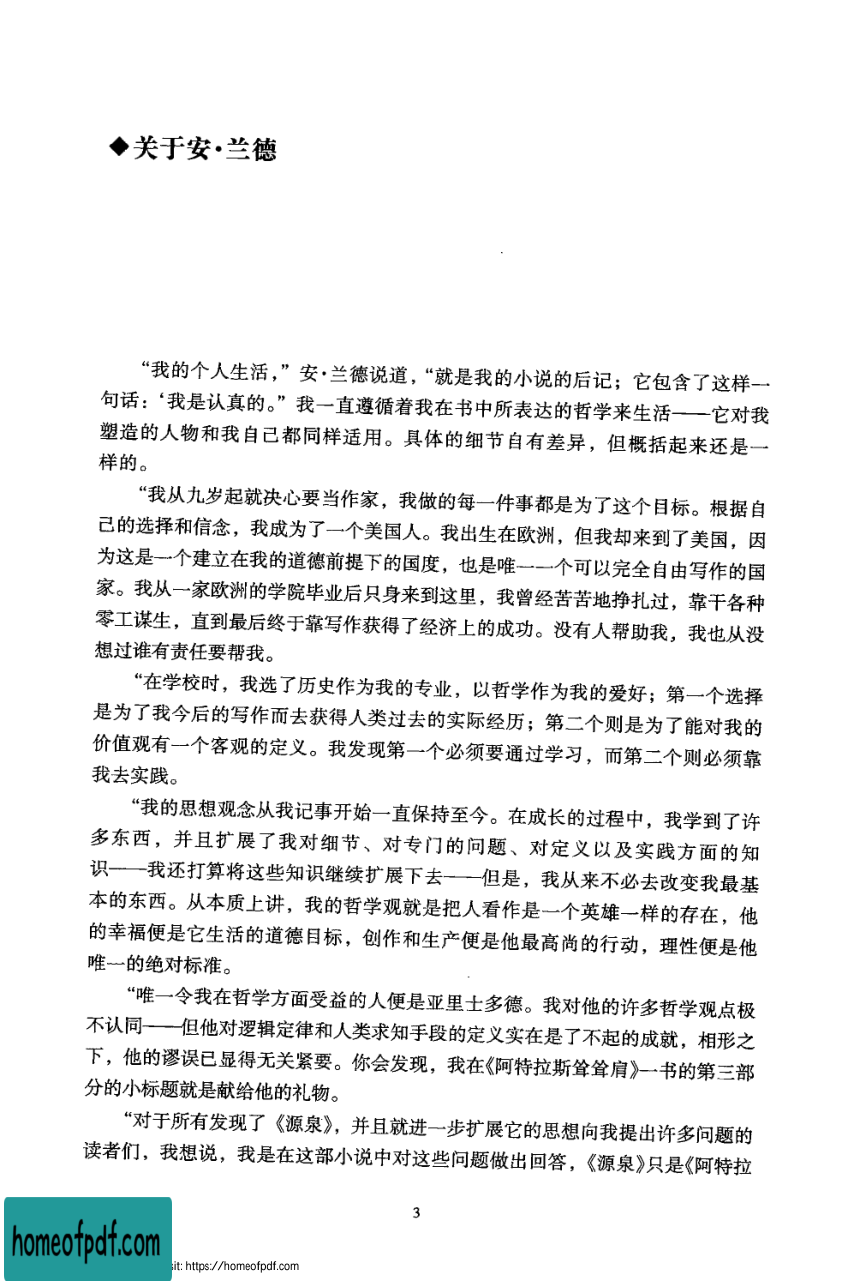 ◆关于安·兰德
“我的个人生活，”安·兰德说道，“就是我的小说的后记；它包含了这样一
句话：‘我是认真的。”我一直遵循着我在书中所表达的哲学来生活——它对我
塑造的人物和我自己都同样适用。具体的细节自有差异，但概括起来还是一
样的。
“我从九岁起就决心要当作家，我做的每一件事都是为了这个目标。根据自
己的选择和信念，我成为了一个美国人。我出生在欧洲，但我却来到了美国，因
为这是一个建立在我的道德前提下的国度，也是唯一一个可以完全自由写作的国
家。我从一家欧洲的学院毕业后只身来到这里，我曾经苦苦地挣扎过，靠干各种
零工谋生，直到最后终于靠写作获得了经济上的成功。没有人帮助我，我也从没
想过谁有责任要帮我。
“在学校时，我选了历史作为我的专业，以哲学作为我的爱好；第一个选择
是为了我今后的写作而去获得人类过去的实际经历；第二个则是为了能对我的
价值观有一个客观的定义。我发现第一个必须要通过学习，而第二个则必须靠
我去实践。
“我的思想观念从我记事开始一直保持至今。在成长的过程中，我学到了许
多东西，并且扩展了我对细节、对专门的问题、对定义以及实践方面的知
识——我还打算将这些知识继续扩展下去——但是，我从来不必去改变我最基
本的东西。从本质上讲，我的哲学观就是把人看作是一个英雄一样的存在，他
的幸福便是它生活的道德目标，创作和生产便是他最高尚的行动，理性便是他
唯一的绝对标准。
“唯一令我在哲学方面受益的人便是亚里士多德。我对他的许多哲学观点极
不认同——但他对逻辑定律和人类求知手段的定义实在是了不起的成就，相形之
下，他的谬误已显得无关紧要。你会发现，我在《阿特拉斯耸耸肩》一书的第三部
分的小标题就是献给他的礼物。
“对于所有发现了《源泉》，并且就进一步扩展它的思想向我提出许多问题的
读者们，我想说，我是在这部小说中对这些问题做出回答，《源泉》只是《阿特拉
3
homeofpdf.com
sit: https://homeofpdf.com